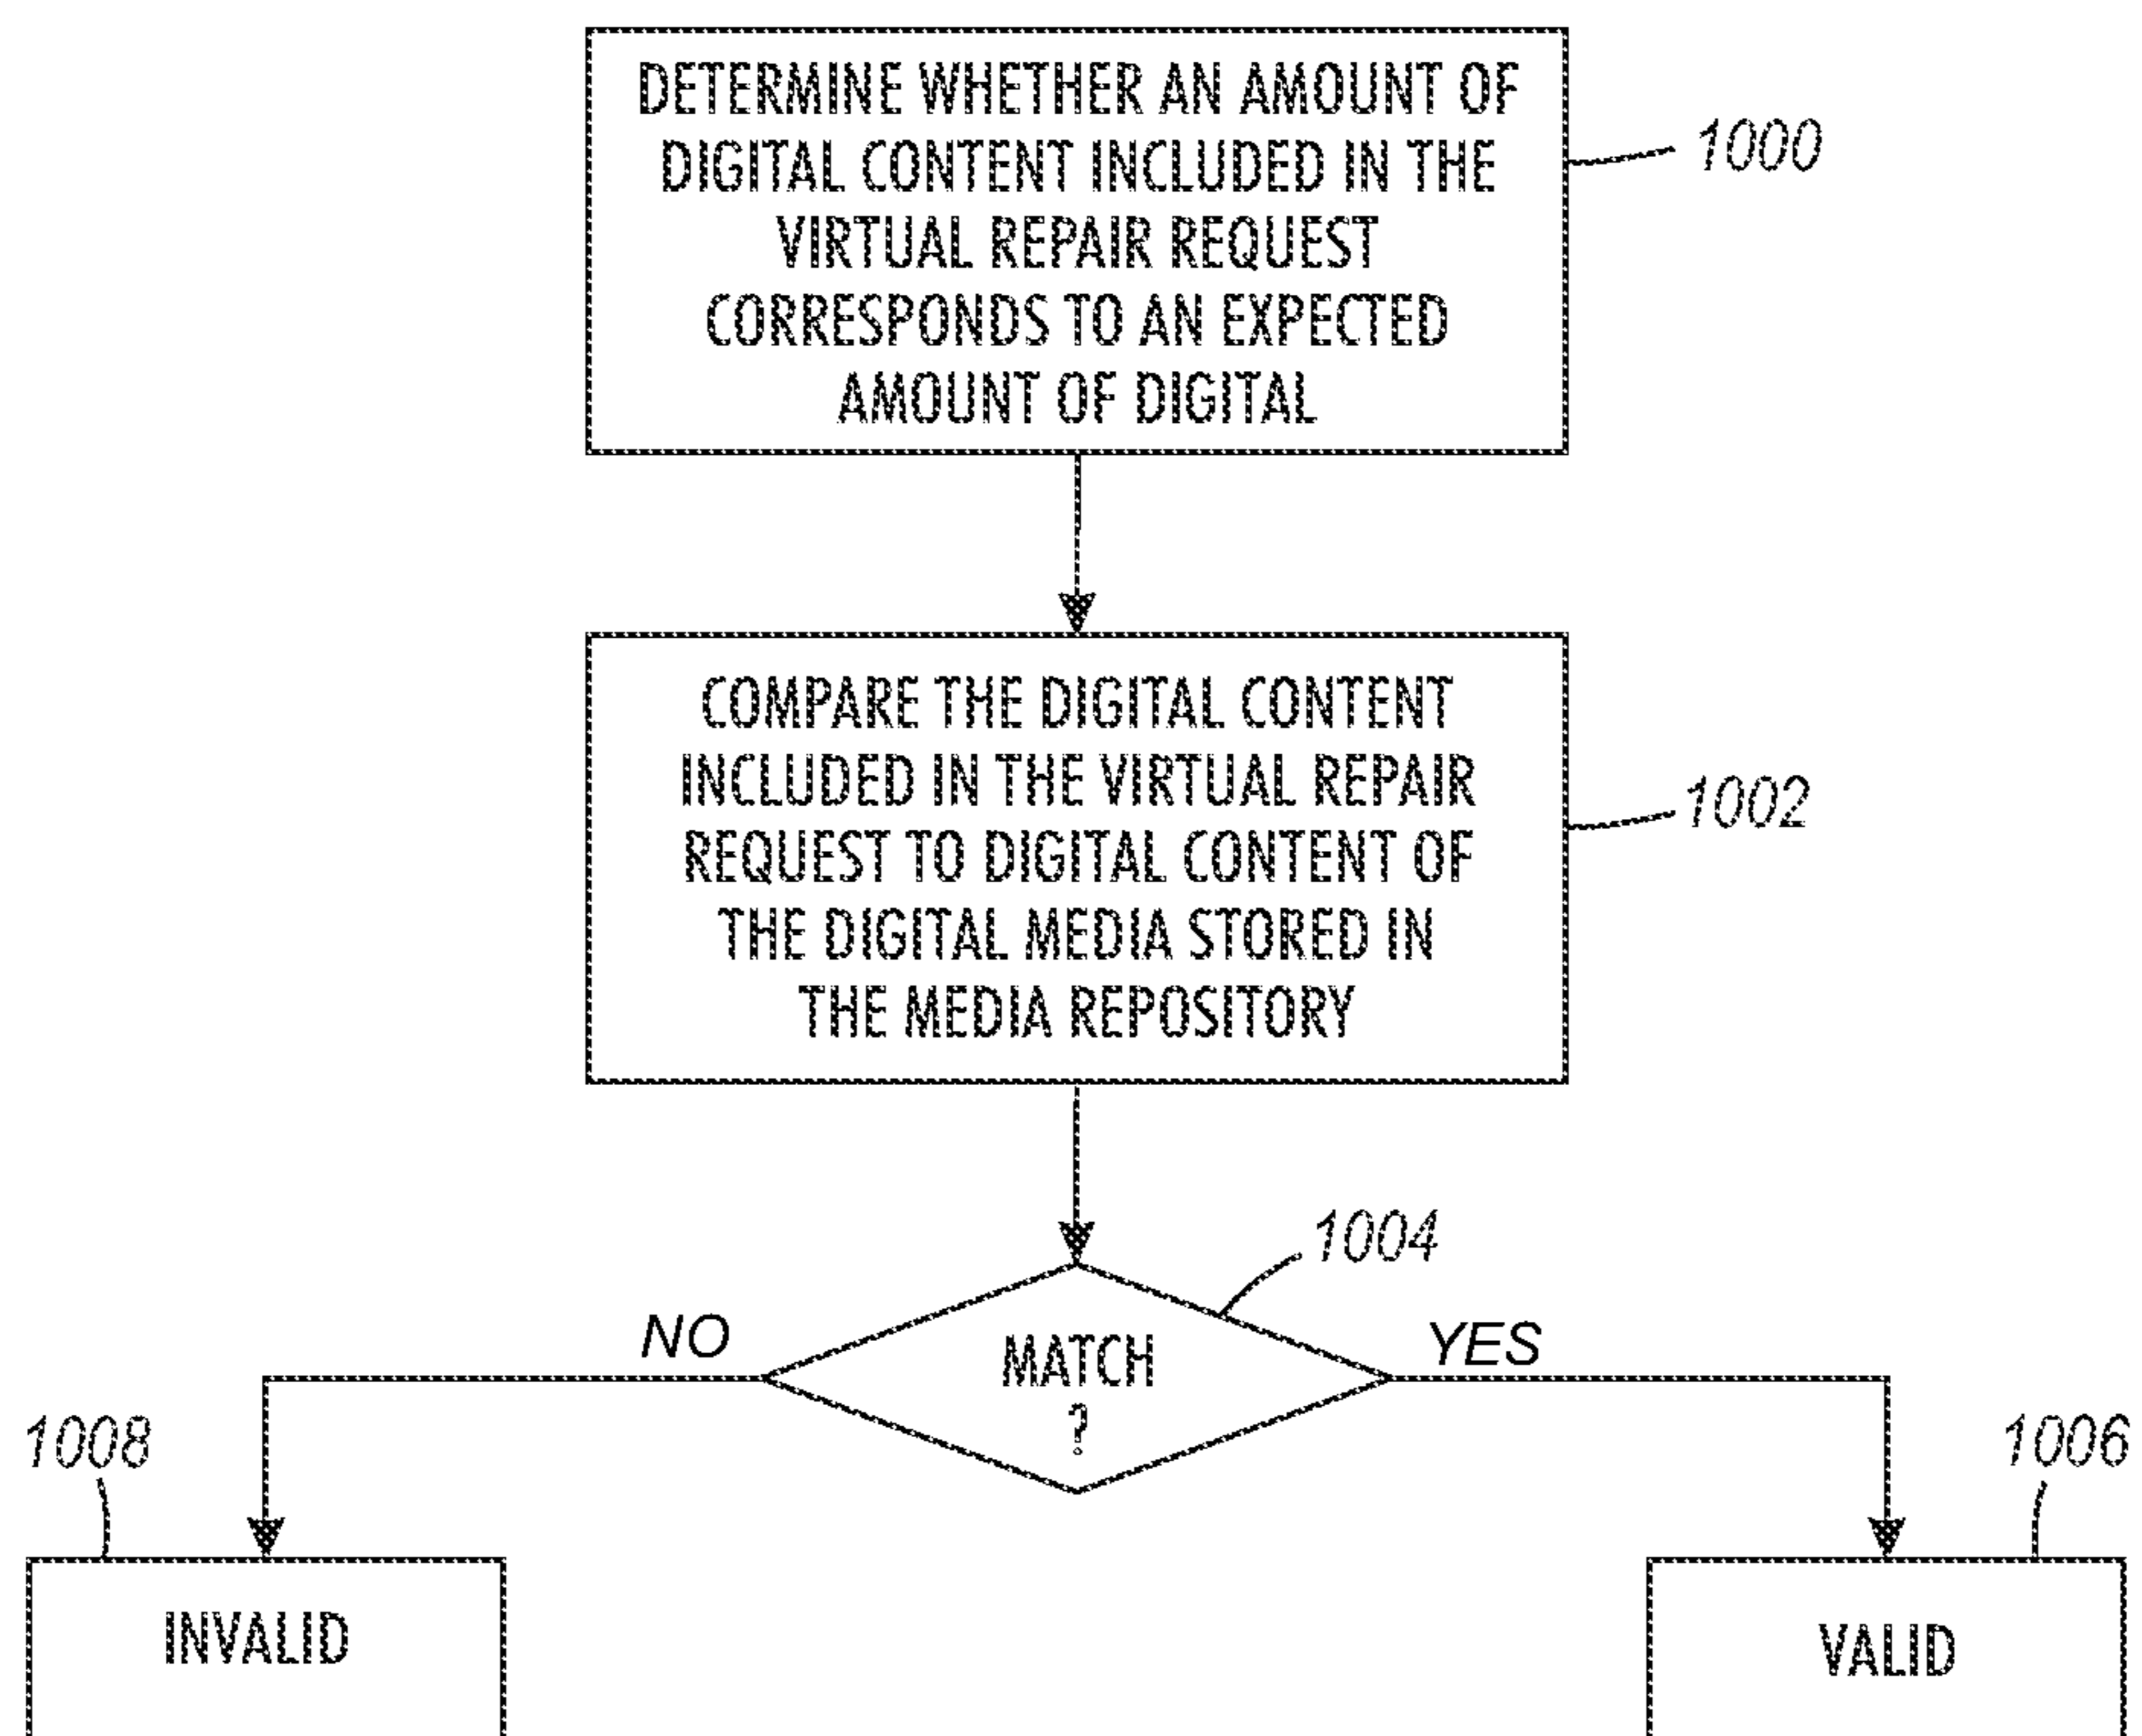 DETERMINE WHETHER AN AMOUNT OF
DIGITAL CONTENT INCLUDED IN THE
VIRTUAL REPAIR REQUEST
CORRESPONDS TO AN EXPECTED
AMOUNT OF DIGITAL
1000
COMPARE THE DIGITAL CONTENT
INCLUDED IN THE VIRTUAL REPAIR
REQUEST TO DIGITAL CONTENT OF
THE DIGITAL MEDIA STORED IN
THE MEDIA REPOSITORY
1002
1004
NO
MATCH
?
YES
1008
1006
INVALID
VALID